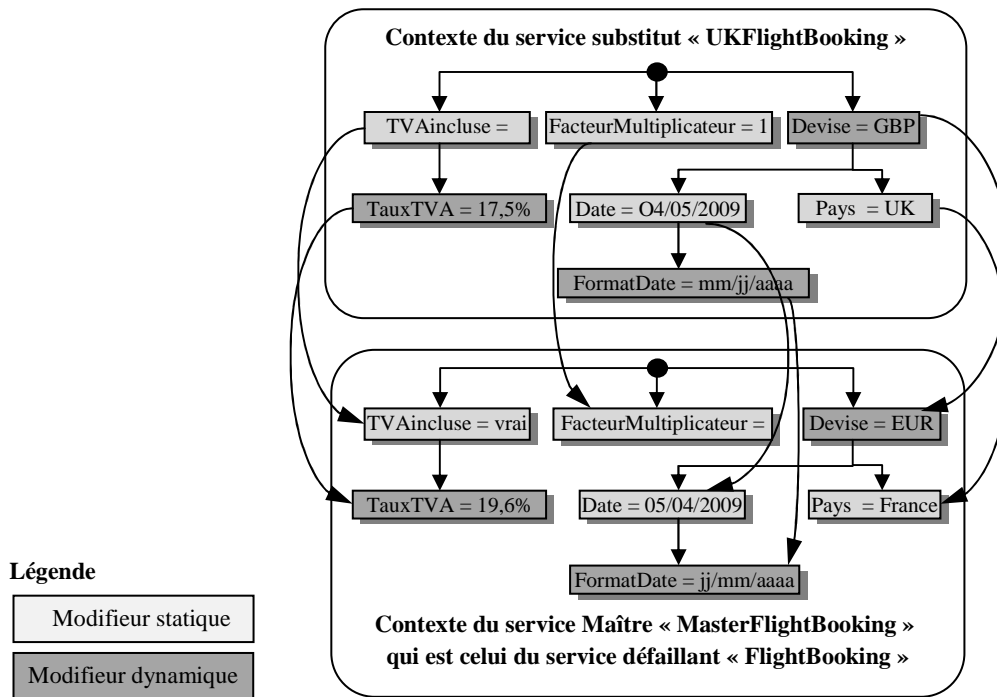 Contexte du service substitut « UKFlightBooking »
TVAincluse =
FacteurMultiplicateur = 1
Devise = GBP
TauxTVA = 17,5%
Date = O4/05/2009
Pays = UK
FormatDate = mm/jj/aaaa
TVAincluse = vrai
FacteurMultiplicateur =
Devise = EUR
TauxTVA = 19,6%
Date = 05/04/2009
Pays = France
FormatDate = jj/mm/aaaa
Contexte du service Maître « MasterFlightBooking »
qui est celui du service défaillant « FlightBooking »
Légende
Modifieur statique
Modifieur dynamique